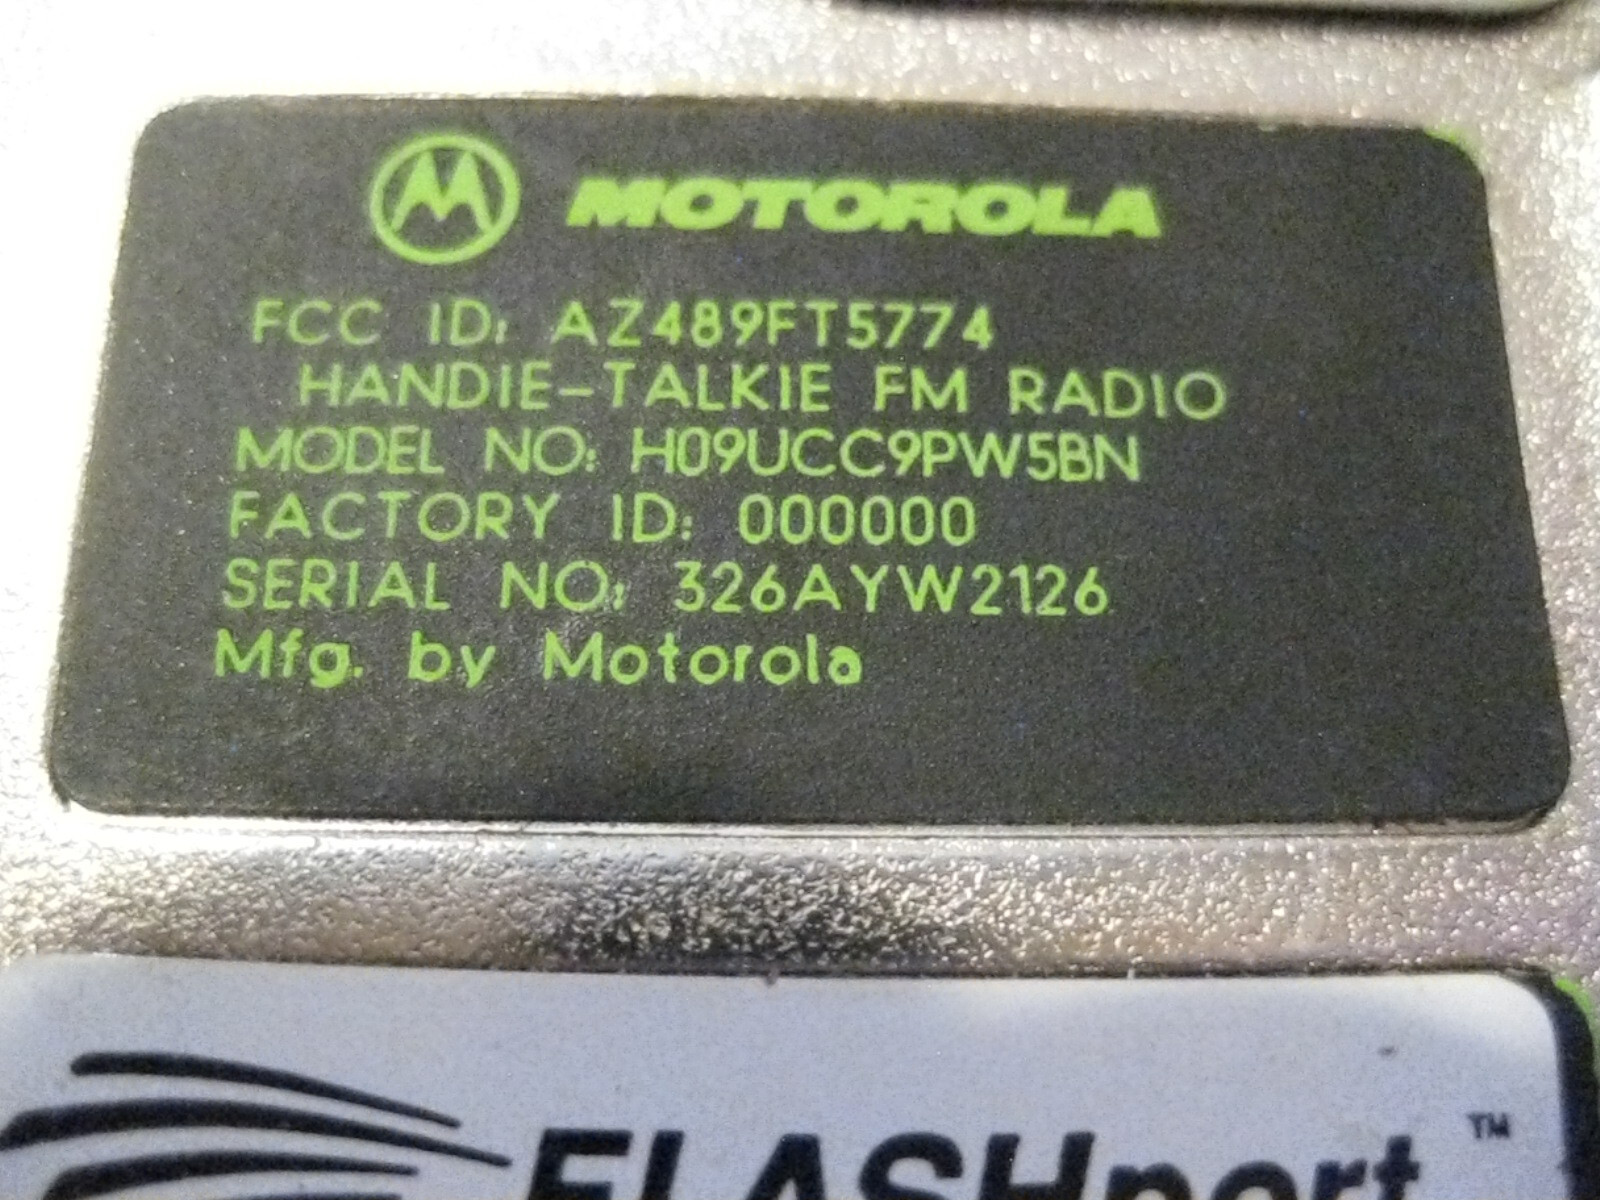 MOTOROLA
FCC ID: AZ489FT5774
HANDIE-TALKIE FM RADIO
MODEL NO: H09UCC9PW5BN
FACTORY ID: 000000
SERIAL NO: 326AYW2126
Mfg. by Motorola
FLASHport™